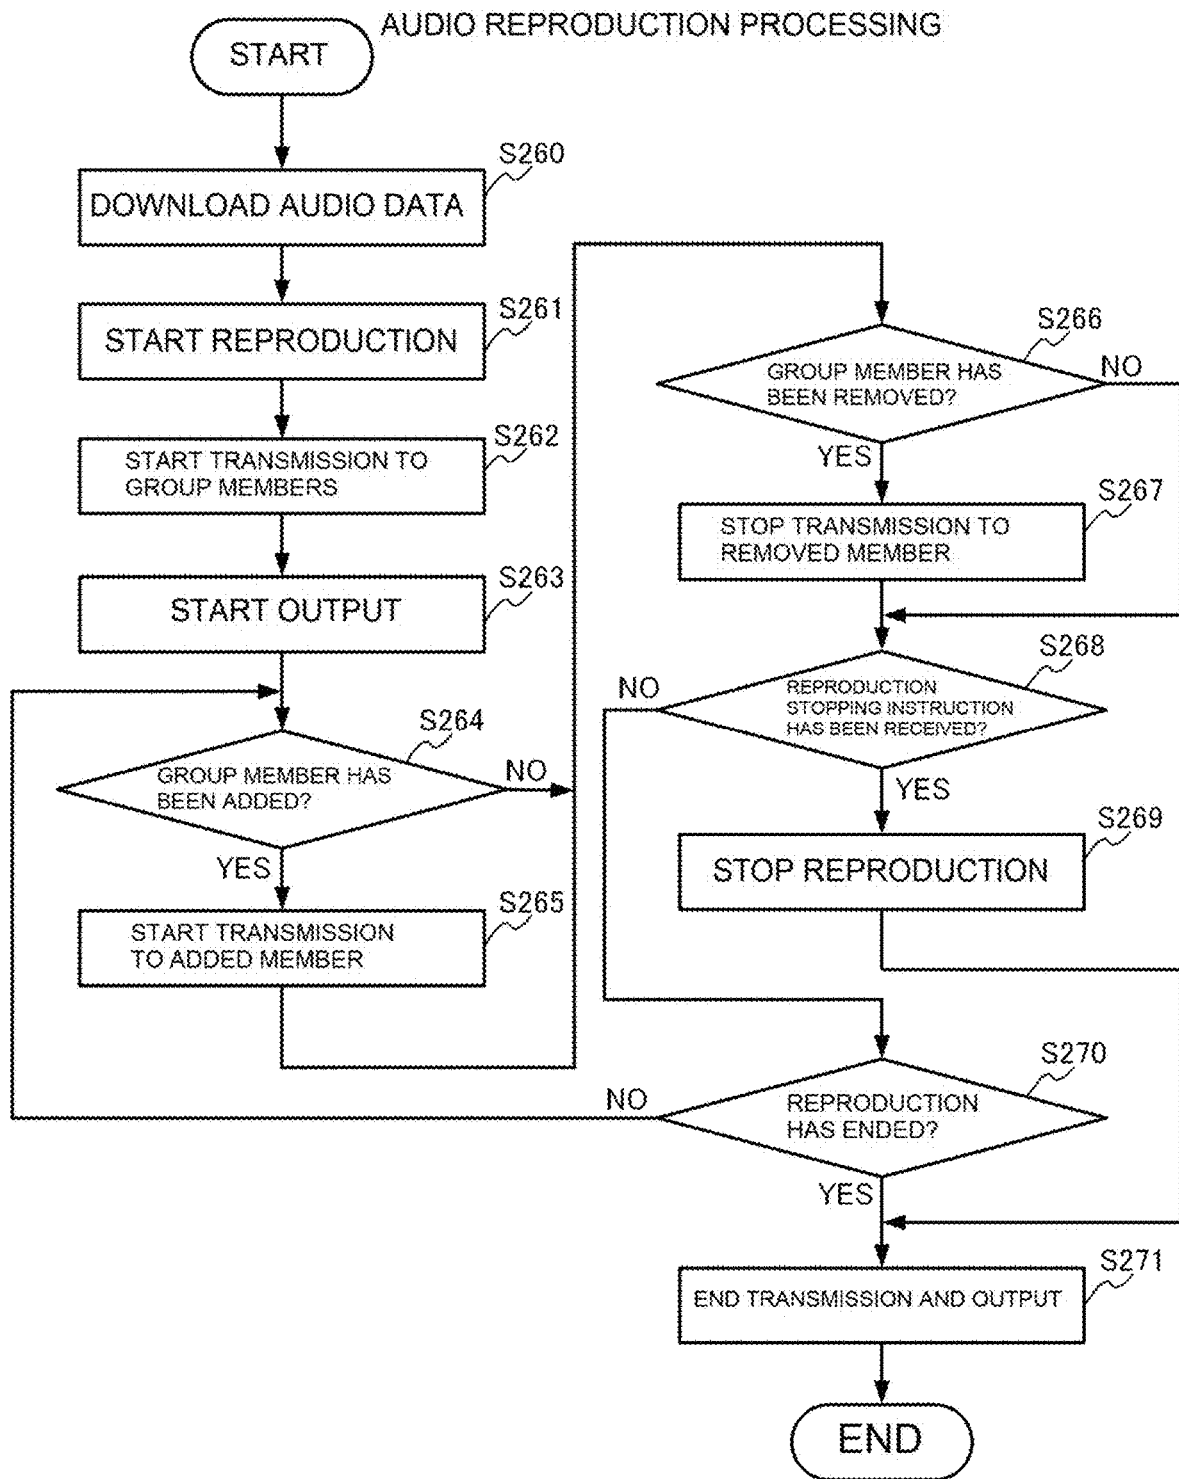 AUDIO REPRODUCTION PROCESSING
START
S260
DOWNLOAD AUDIO DATA
S261
START REPRODUCTION
S262
START TRANSMISSION TO
GROUP MEMBERS
S263
START OUTPUT
S264
GROUP MEMBER HAS
BEEN ADDED?
NO
YES
S265
START TRANSMISSION
TO ADDED MEMBER
S266
GROUP MEMBER HAS
BEEN REMOVED?
NO
YES
S267
STOP TRANSMISSION TO
REMOVED MEMBER
S268
NO
REPRODUCTION
STOPPING INSTRUCTION
HAS BEEN RECEIVED?
YES
S269
STOP REPRODUCTION
S270
NO
REPRODUCTION
HAS ENDED?
YES
S271
END TRANSMISSION AND OUTPUT
END